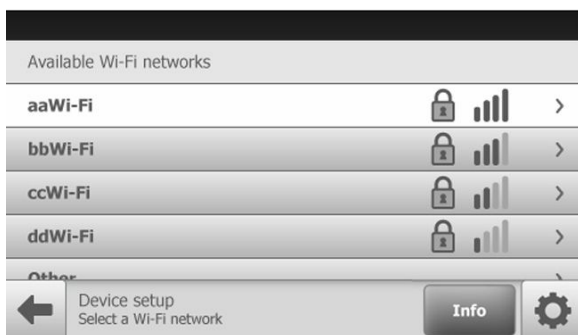 Available Wi-Fi networks
aaWi-Fi
bbWi-Fi
ccWi-Fi
ddWi-Fi
Other
Device setup
Select a Wi-Fi network
Info